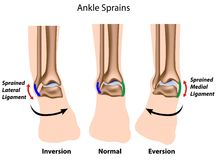 Ankle Sprains
Sprained
Lateral
Ligament
Sprained
Medial
Ligament
Inversion
Normal
Eversion